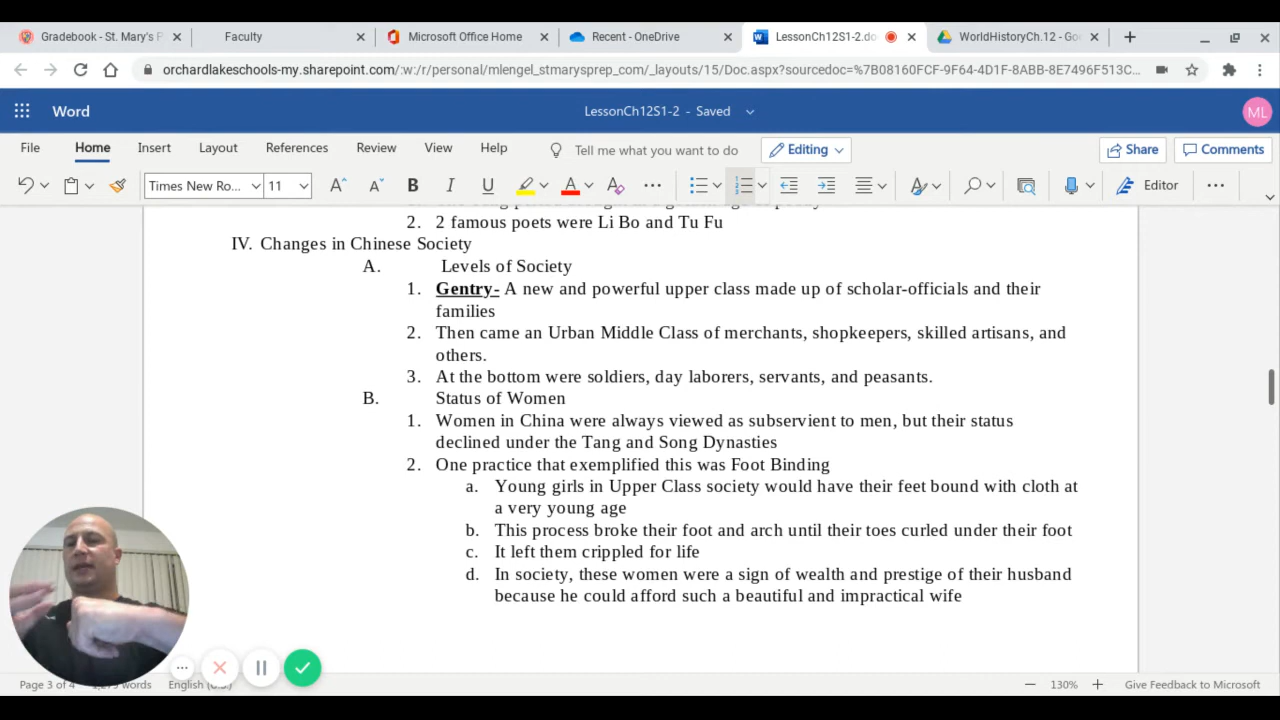 Gradebook - St. Mary's P
Faculty
Microsoft Office Home
Recent - OneDrive
LessonCh12S1-2.do
WorldHistoryCh.12 - Goo
orchardlakeschools-my.sharepoint.com/:w:/r/personal/mlengel_stmarysprep_com/_layouts/15/Doc.aspx?sourcedoc=%7B08160FCF-9F64-4D1F-8ABB-8E7496F513C...
Word
LessonCh12S1-2 - Saved
ML
File Home Insert Layout References Review View Help Tell me what you want to do Editing Share Comments
Times New Ro... 11 B I U A Editor
2. 2 famous poets were Li Bo and Tu Fu
IV. Changes in Chinese Society
A. Levels of Society
1. Gentry- A new and powerful upper class made up of scholar-officials and their
families
2. Then came an Urban Middle Class of merchants, shopkeepers, skilled artisans, and
others.
3. At the bottom were soldiers, day laborers, servants, and peasants.
B. Status of Women
1. Women in China were always viewed as subservient to men, but their status
declined under the Tang and Song Dynasties
2. One practice that exemplified this was Foot Binding
a. Young girls in Upper Class society would have their feet bound with cloth at
a very young age
b. This process broke their foot and arch until their toes curled under their foot
c. It left them crippled for life
d. In society, these women were a sign of wealth and prestige of their husband
because he could afford such a beautiful and impractical wife
Page 3 of 4 words English 130% Give Feedback to Microsoft